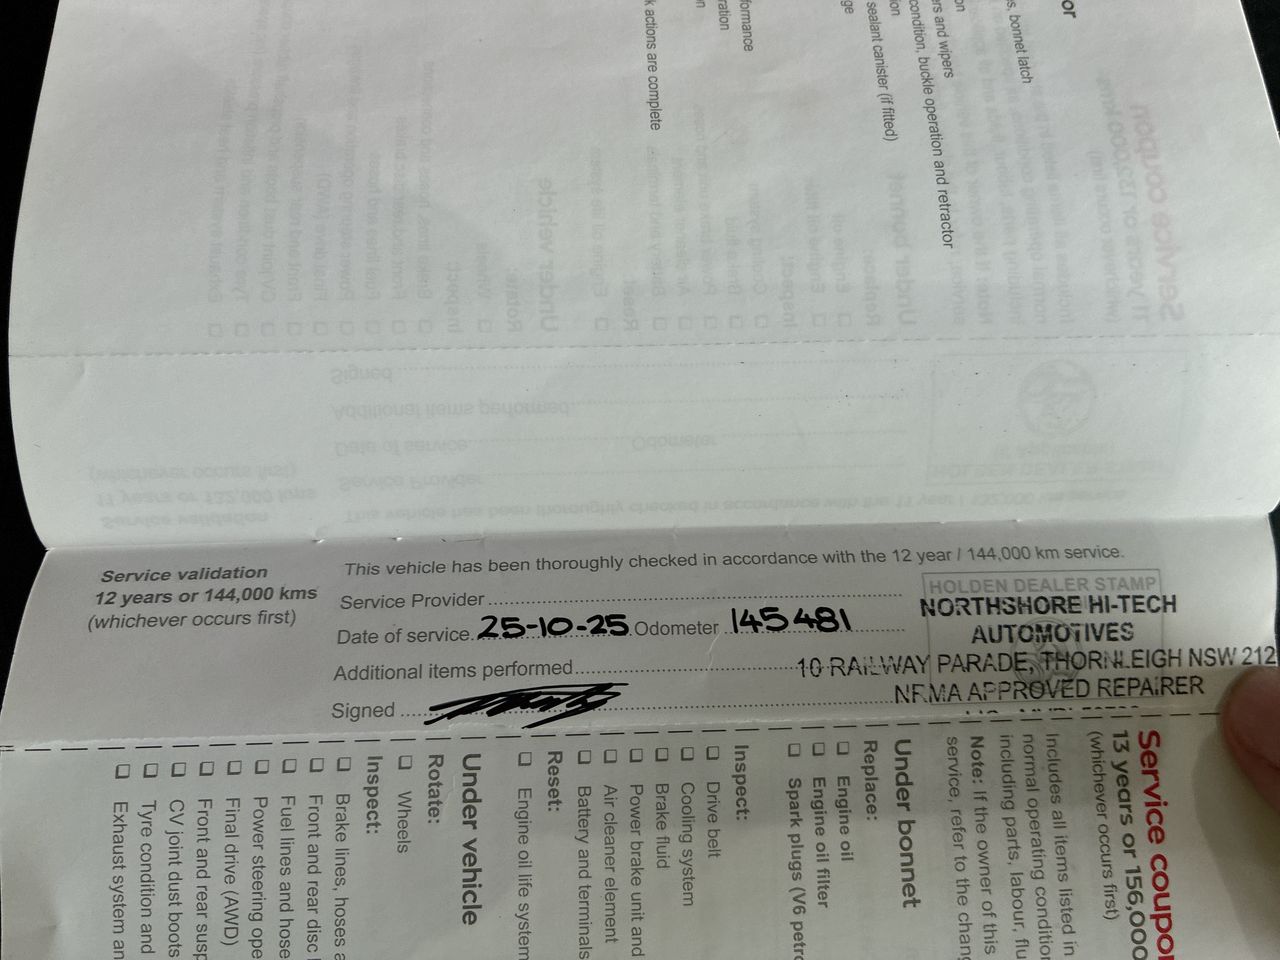 or
s, bonnet latch
on
ers and wipers
condition, buckle operation and retractor
ion
sealant canister (if fitted)
ge
formance
ration
n
k actions are complete
Service validation
12 years or 144,000 kms
(whichever occurs first)
This vehicle has been thoroughly checked in accordance with the 12 year / 144,000 km service.
Service Provider
Date of service 25-10-25 Odometer 145481
Additional items performed
Signed
HOLDEN DEALER STAMP
NORTHSHORE HI-TECH
AUTOMOTIVES
10 RAILWAY PARADE, THORNLEIGH NSW 212
NRMA APPROVED REPAIRER
Service coupo
13 years or 156,000
(whichever occurs first)
Includes all items listed in
normal operating condition
including parts, labour, flu
Note: If the owner of this
service, refer to the chang
Under bonnet
Replace:
Engine oil
Engine oil filter
Spark plugs (V6 petr
Inspect:
Drive belt
Cooling system
Brake fluid
Power brake unit and
Air cleaner element
Battery and terminals
Reset:
Engine oil life system
Under vehicle
Rotate:
Wheels
Inspect:
Brake lines, hoses a
Front and rear disc
Fuel lines and hose
Power steering ope
Final drive (AWD)
Front and rear susp
CV joint dust boots
Tyre condition and
Exhaust system an